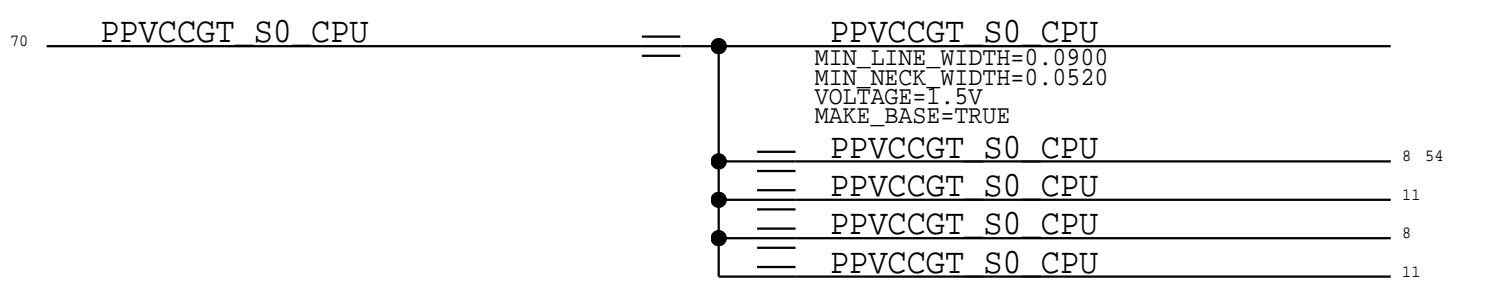 70 PPVCCGT_S0_CPU PPVCCGT_S0_CPU
MIN_LINE_WIDTH=0.0900
MIN_NECK_WIDTH=0.0520
VOLTAGE=1.5V
MAKE_BASE=TRUE
PPVCCGT_S0_CPU 8 54
PPVCCGT_S0_CPU 11
PPVCCGT_S0_CPU 8
PPVCCGT_S0_CPU 11